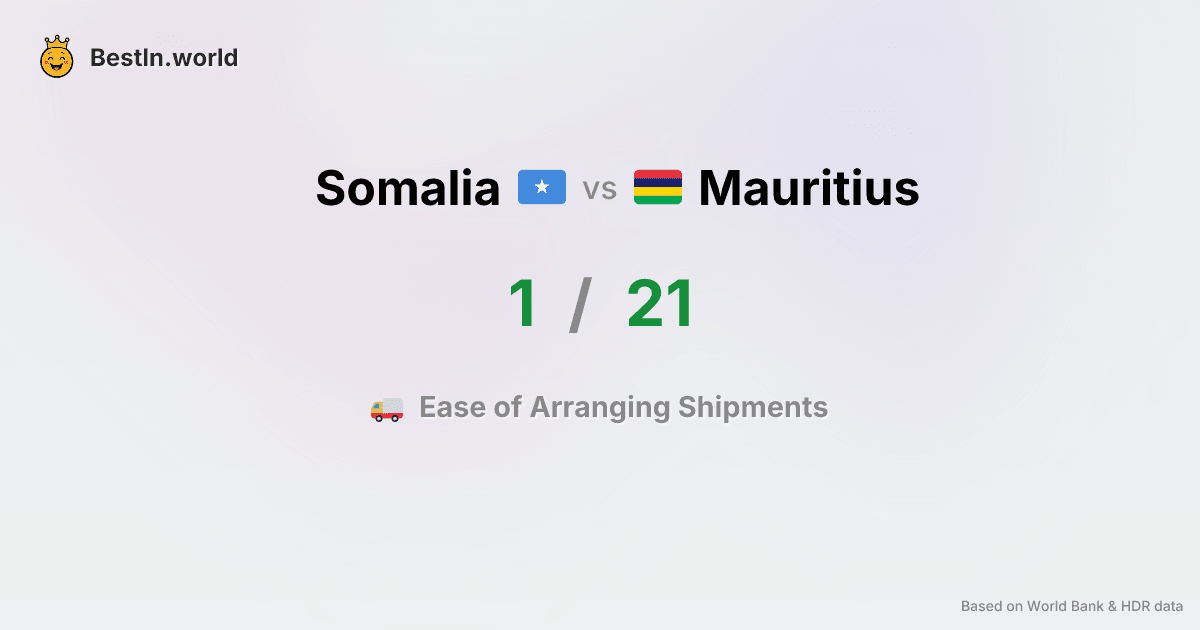 BestIn.world
Somalia vs Mauritius
1 / 21
Ease of Arranging Shipments
Based on World Bank & HDR data